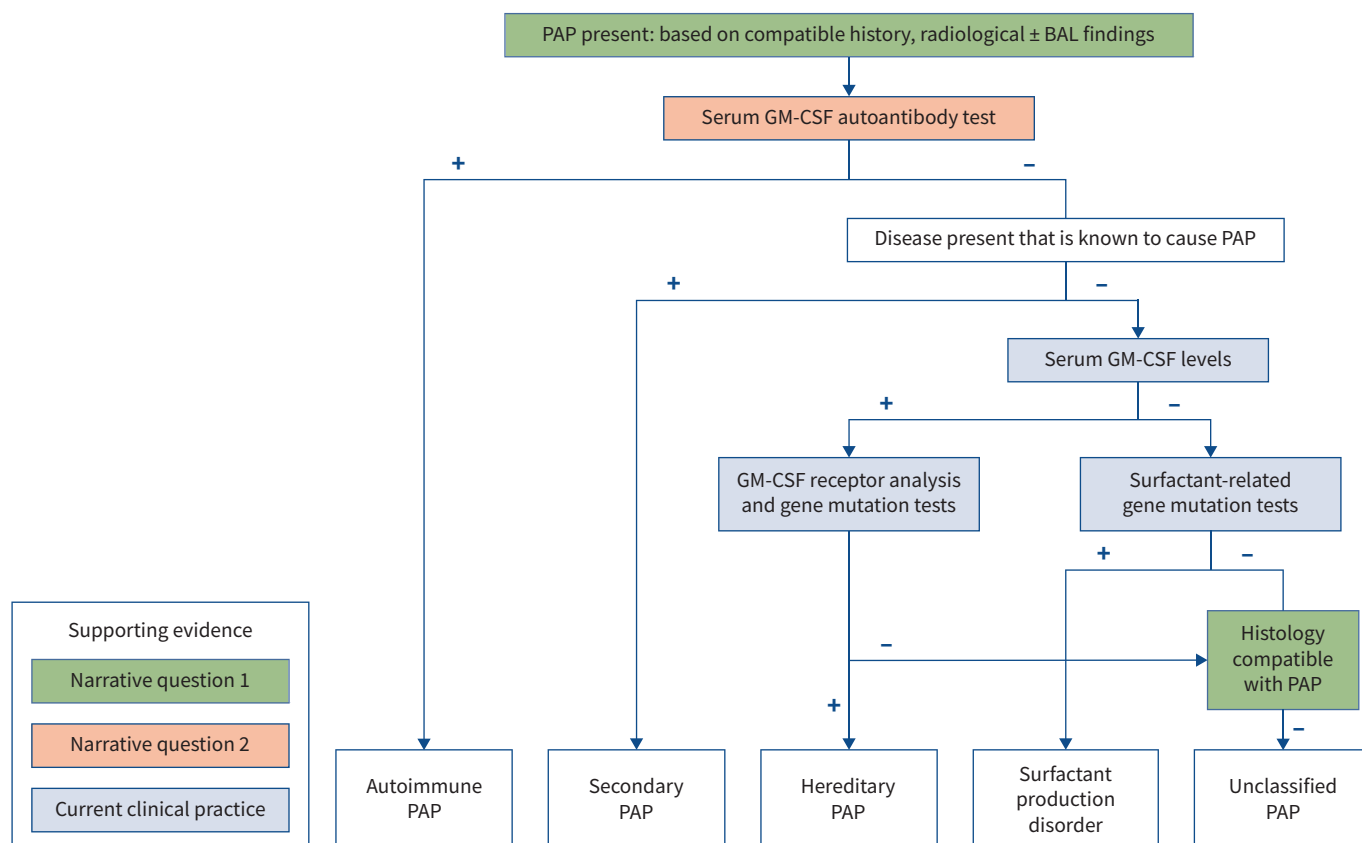 PAP present: based on compatible history, radiological ± BAL findings
Serum GM-CSF autoantibody test
+
–
Disease present that is known to cause PAP
+
–
Serum GM-CSF levels
+
–
GM-CSF receptor analysis
and gene mutation tests
Surfactant-related
gene mutation tests
+
–
Supporting evidence
Narrative question 1
Narrative question 2
Current clinical practice
–
Histology
compatible
with PAP
+
–
Autoimmune
PAP
Secondary
PAP
Hereditary
PAP
Surfactant
production
disorder
Unclassified
PAP